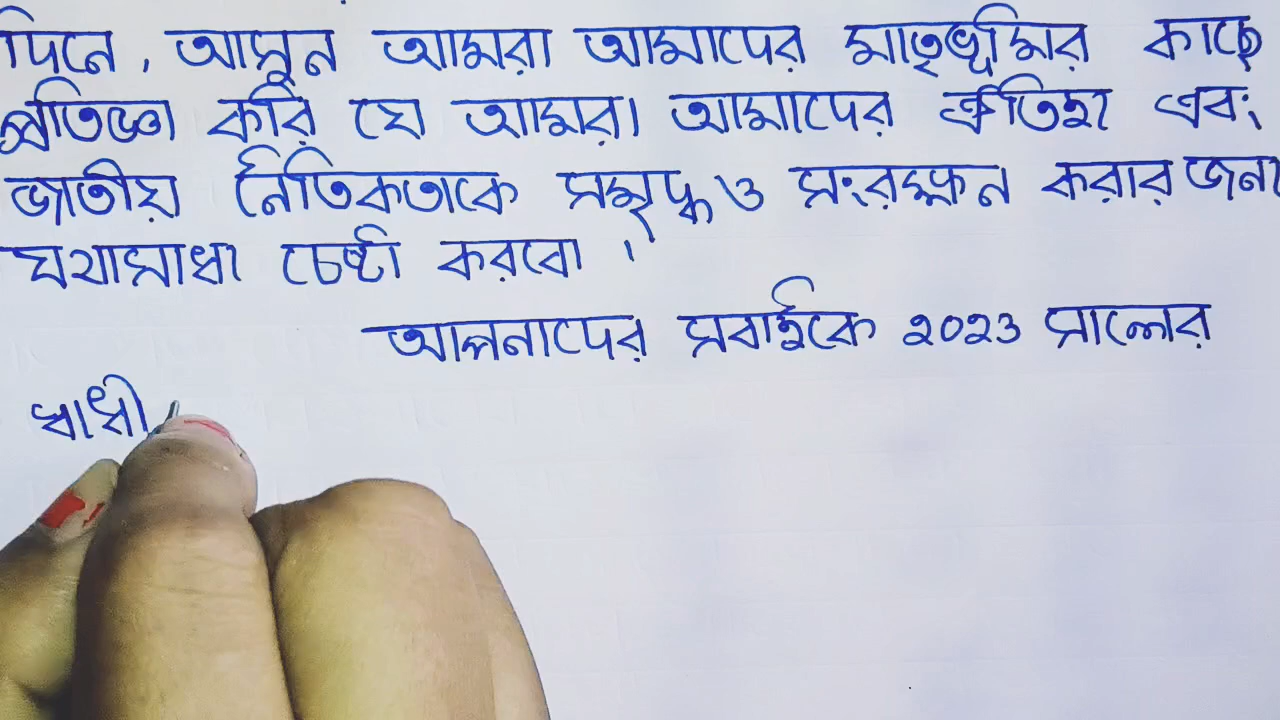 দিনে, আসুন আমরা আমাদের মাতৃভূমির কাছে
প্রতিজ্ঞা করি যে আমরা আমাদের ঐতিহ্য এবং
জাতীয় নৈতিকতাকে সমৃদ্ধ ও সংরক্ষন করার জন্য
যথাসাধ্য চেষ্টা করবো।
আপনাদের সবাইকে ২০২৩ সালের
স্বাধী